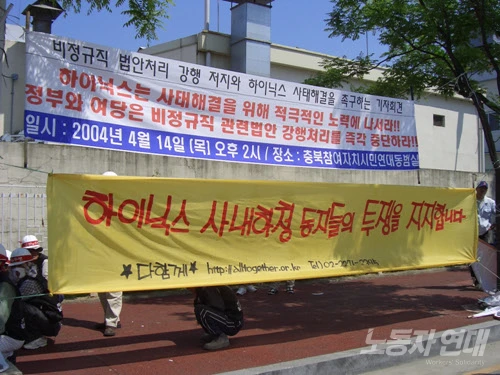 비정규직 법안처리 강행 저지와 하이닉스 사태해결을 촉구하는 기자회견
하이닉스는 사태해결을 위해 적극적인 노력에 나서라!!
정부와 여당은 비정규직 관련법안 강행처리를 즉각 중단하라!!
일시 : 2004년 4월 14일 (목) 오후 2시 / 장소 : 충북참여자치시민연대동범실
하이닉스 사내하청 동지들의 투쟁을 지지합니다
★다함께★ http://alltogether.or.kr Tel)02-
노동자 연대
Workers' Solidarity